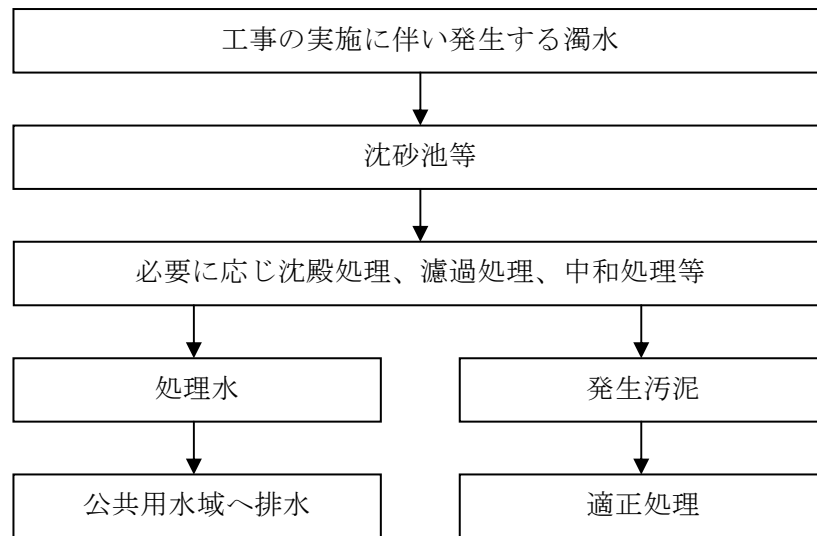 工事の実施に伴い発生する濁水
沈砂池等
必要に応じ沈殿処理、濾過処理、中和処理等
処理水
発生汚泥
公共用水域へ排水
適正処理